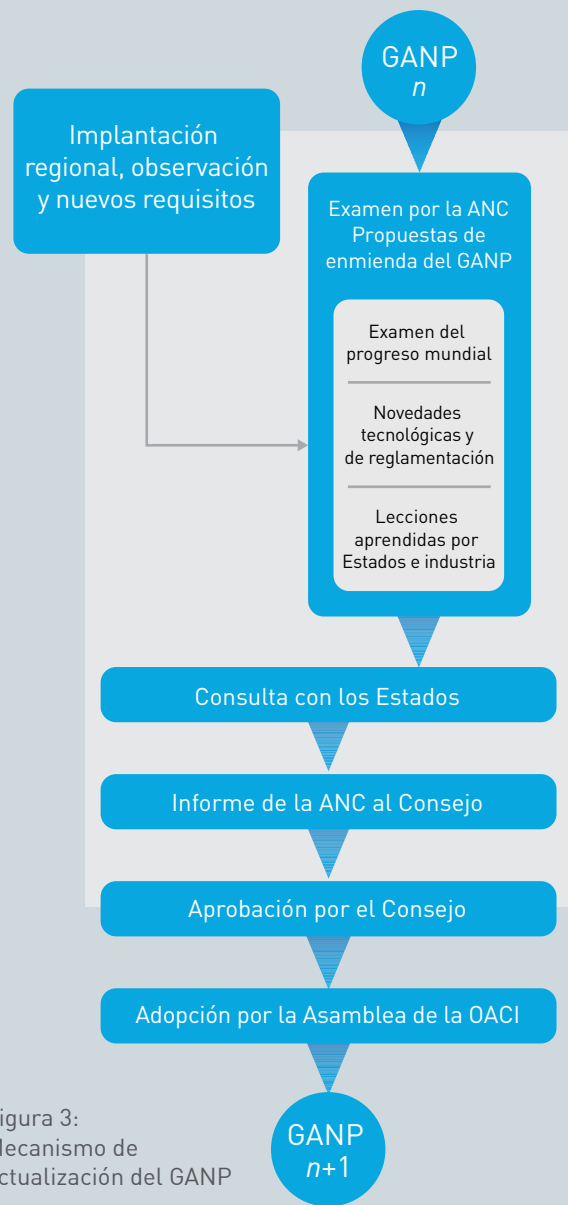 GANP
n
Implantación
regional, observación
y nuevos requisitos
Examen por la ANC
Propuestas de
enmienda del GANP
Examen del
progreso mundial
Novedades
tecnológicas y
de reglamentación
Lecciones
aprendidas por
Estados e industria
Consulta con los Estados
Informe de la ANC al Consejo
Aprobación por el Consejo
Adopción por la Asamblea de la OACI
igura 3:
ecanismo de
ctualización del GANP
GANP
n+1